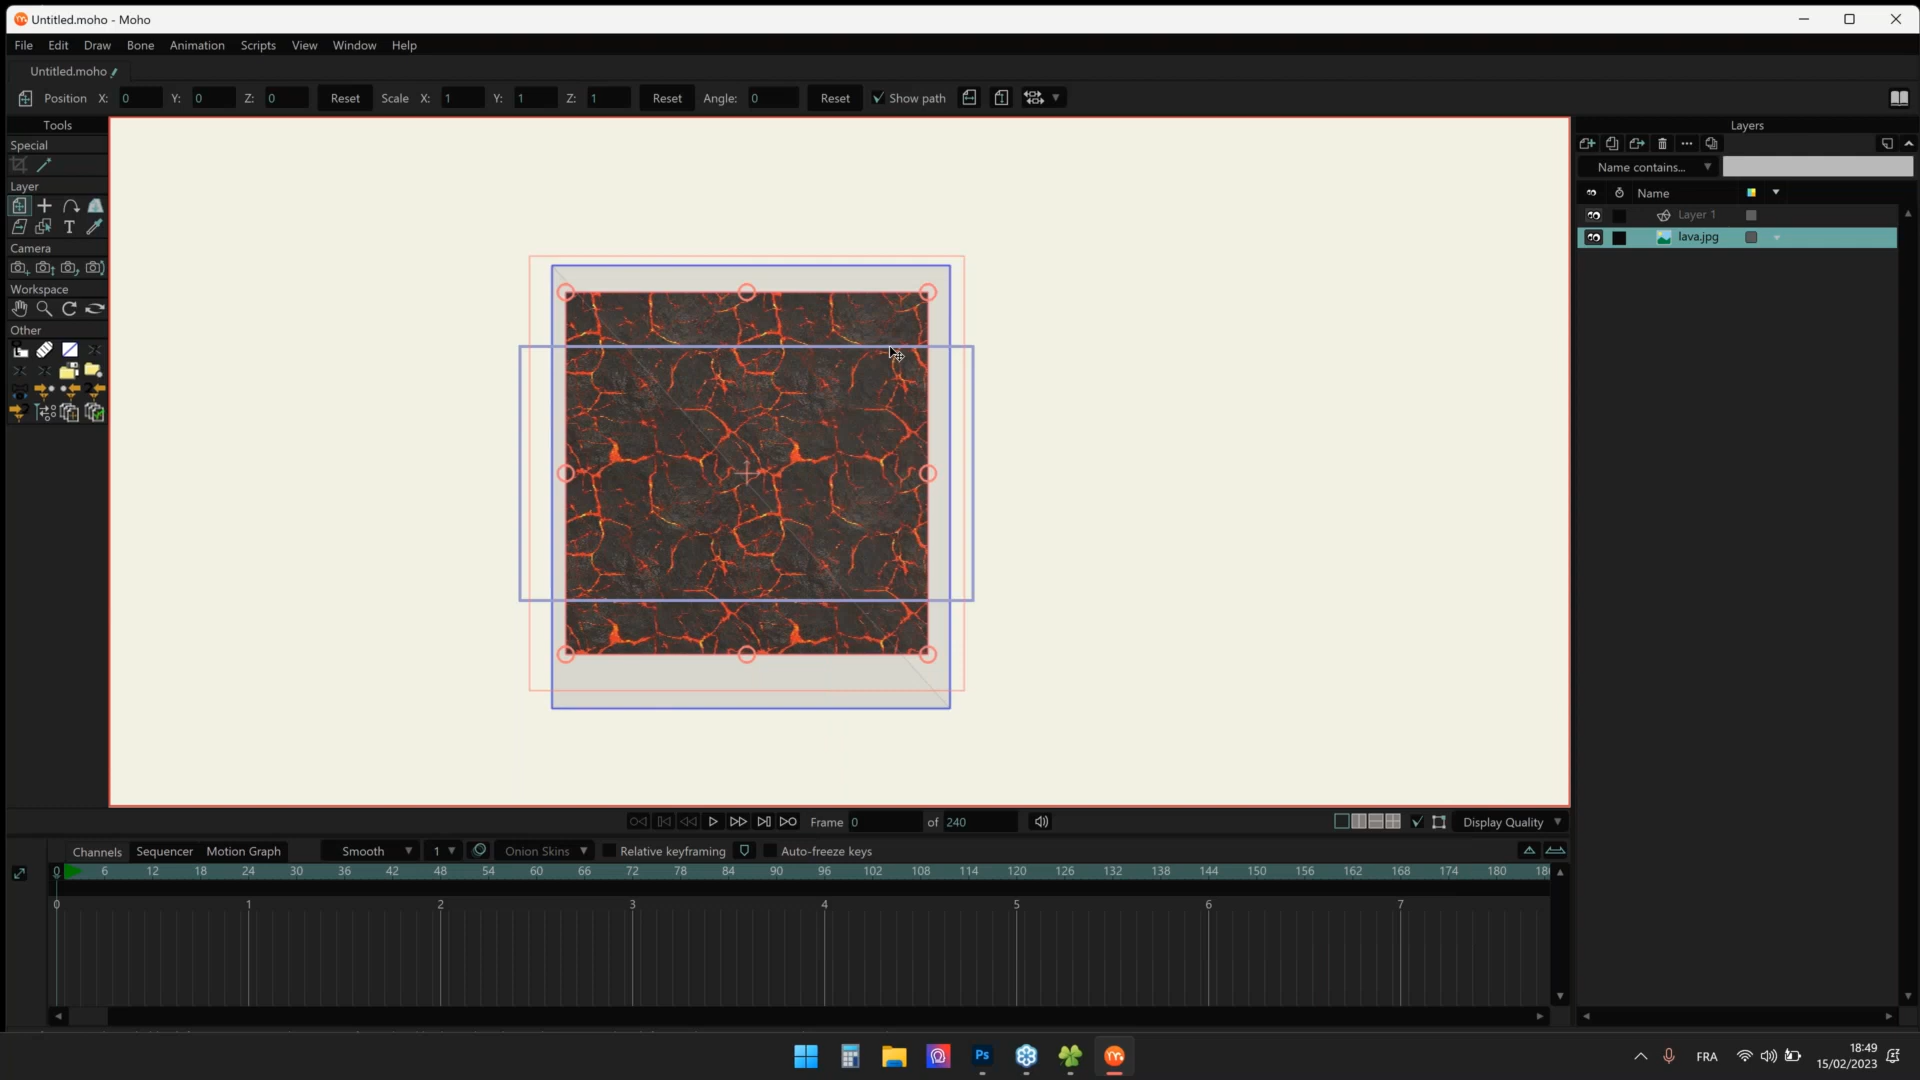 Untitled.moho - Moho
File Edit Draw Bone Animation Scripts View Window Help
Untitled.moho
Position X: 0 Y: 0 Z: 0 Reset Scale X: 1 Y: 1 Z: 1 Reset Angle: 0 Reset Show path
Tools
Special
Layer
T
Camera
Workspace
Other
Layers
Name contains...
Name
Layer 1
lava.jpg
Frame 0 of 240 Display Quality
Channels Sequencer Motion Graph Smooth 1 Onion Skins Relative keyframing Auto-freeze keys
0 6 12 18 24 30 36 42 48 54 60 66 72 78 84 90 96 102 108 114 120 126 132 138 144 150 156 162 168 174 180
0 1 2 3 4 5 6 7
Ps
FRA
18:49
15/02/2023